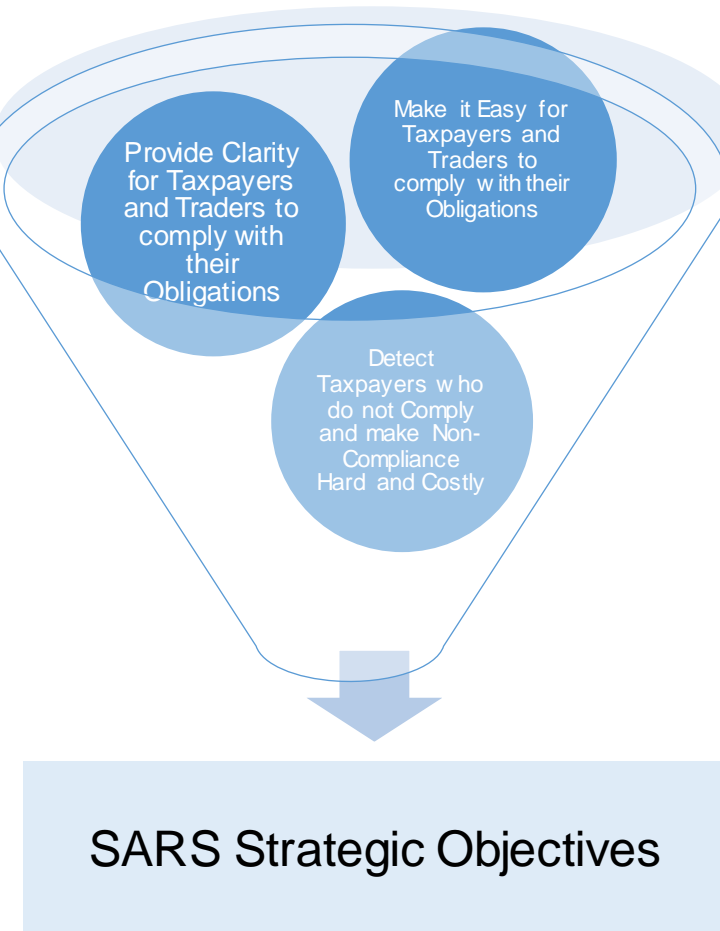 Provide Clarity
for Taxpayers
and Traders to
comply with
their
Obligations
Make it Easy for
Taxpayers and
Traders to
comply with their
Obligations
Detect
Taxpayers who
do not Comply
and make Non-
Compliance
Hard and Costly
SARS Strategic Objectives